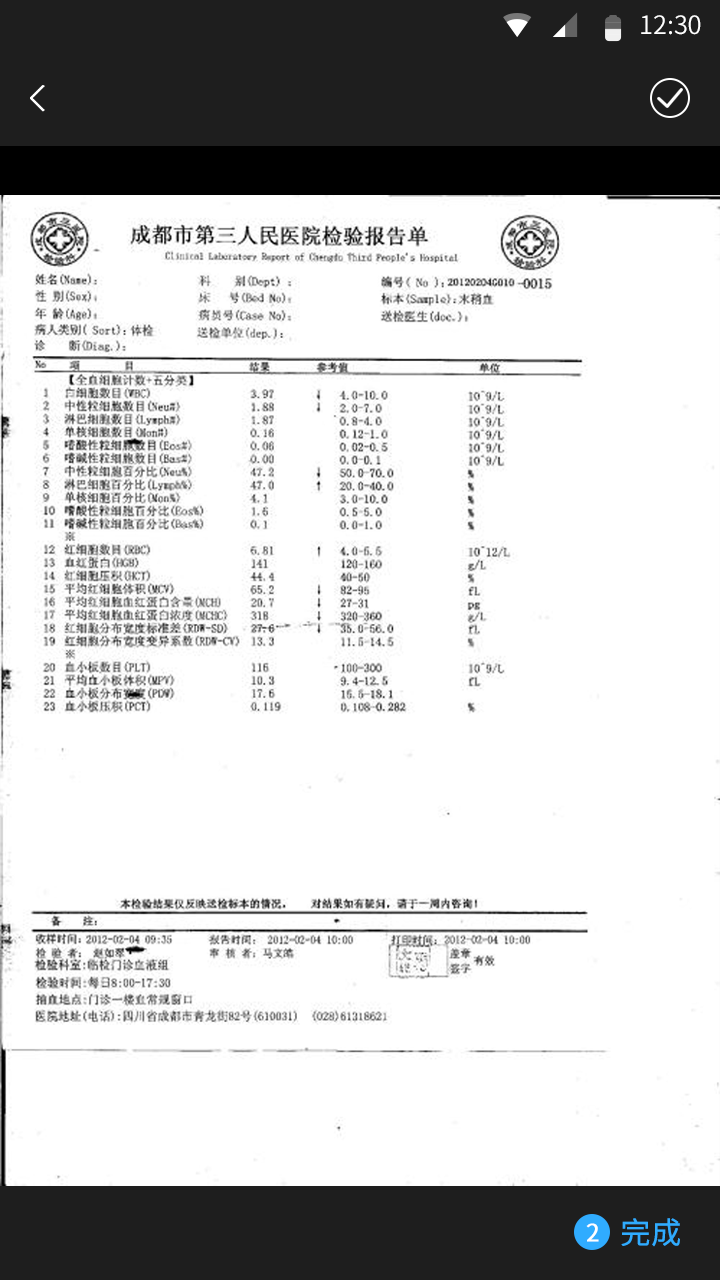 12:30
成都市第三人民医院检验报告单
Clinical Laboratory Report of Chengdu Third People's Hospital
姓名(Name): 科 别(Dept) : 编号( No ):20120204G010 -0015
性 别(Sex): 床 号(Bed No): 标本(Sample):末稍血
年 龄(Age): 病员号(Case No): 送检医生(doc.):
病人类别( Sort):体检 送检单位(dep.):
诊 断(Diag.):
No 项 目 结果 参考值 单位
【全血细胞计数+五分类】
1 白细胞数目(WBC) 3.97 ↓ 4.0-10.0 10^9/L
2 中性粒细胞数目(Neu#) 1.88 ↓ 2.0-7.0 10^9/L
3 淋巴细胞数目(Lymph#) 1.87 0.8-4.0 10^9/L
4 单核细胞数目(Mon#) 0.16 0.12-1.0 10^9/L
5 嗜酸性粒细胞数目(Eos#) 0.06 0.02-0.5 10^9/L
6 嗜碱性粒细胞数目(Bas#) 0.00 0.0-0.1 10^9/L
7 中性粒细胞百分比(Neu%) 47.2 ↓ 50.0-70.0 %
8 淋巴细胞百分比(Lymph%) 47.0 ↑ 20.0-40.0 %
9 单核细胞百分比(Mon%) 4.1 3.0-10.0 %
10 嗜酸性粒细胞百分比(Eos%) 1.6 0.5-5.0 %
11 嗜碱性粒细胞百分比(Bas%) 0.1 0.0-1.0 %
※
12 红细胞数目(RBC) 6.81 ↑ 4.0-5.5 10^12/L
13 血红蛋白(HGB) 141 120-160 g/L
14 红细胞压积(HCT) 44.4 40-50 %
15 平均红细胞体积(MCV) 65.2 ↓ 82-95 fL
16 平均红细胞血红蛋白含量(MCH) 20.7 ↓ 27-31 pg
17 平均红细胞血红蛋白浓度(MCHC) 318 ↓ 320-360 g/L
18 红细胞分布宽度标准差(RDW-SD) 27.6 ↓ 35.0-56.0 fL
19 红细胞分布宽度变异系数(RDW-CV) 13.3 11.5-14.5 %
※
20 血小板数目(PLT) 116 100-300 10^9/L
21 平均血小板体积(MPV) 10.3 9.4-12.5 fL
22 血小板分布宽度(PDW) 17.6 15.5-18.1
23 血小板压积(PCT) 0.119 0.108-0.282 %
本检验结果仅反映送检标本的情况, 对结果如有疑问,请于一周内咨询!
备 注:
收样时间:2012-02-04 09:35 报告时间: 2012-02-04 10:00 打印时间:2012-02-04 10:00
检 验 者: 赵如翠 审 核 者:马文皓 盖章
签字 有效
检验科室:临检门诊血液组
检验时间:每日8:00-17:30
抽血地点:门诊一楼血常规窗口
医院地址(电话):四川省成都市青龙街82号(610031) (028)61318621
2 完成